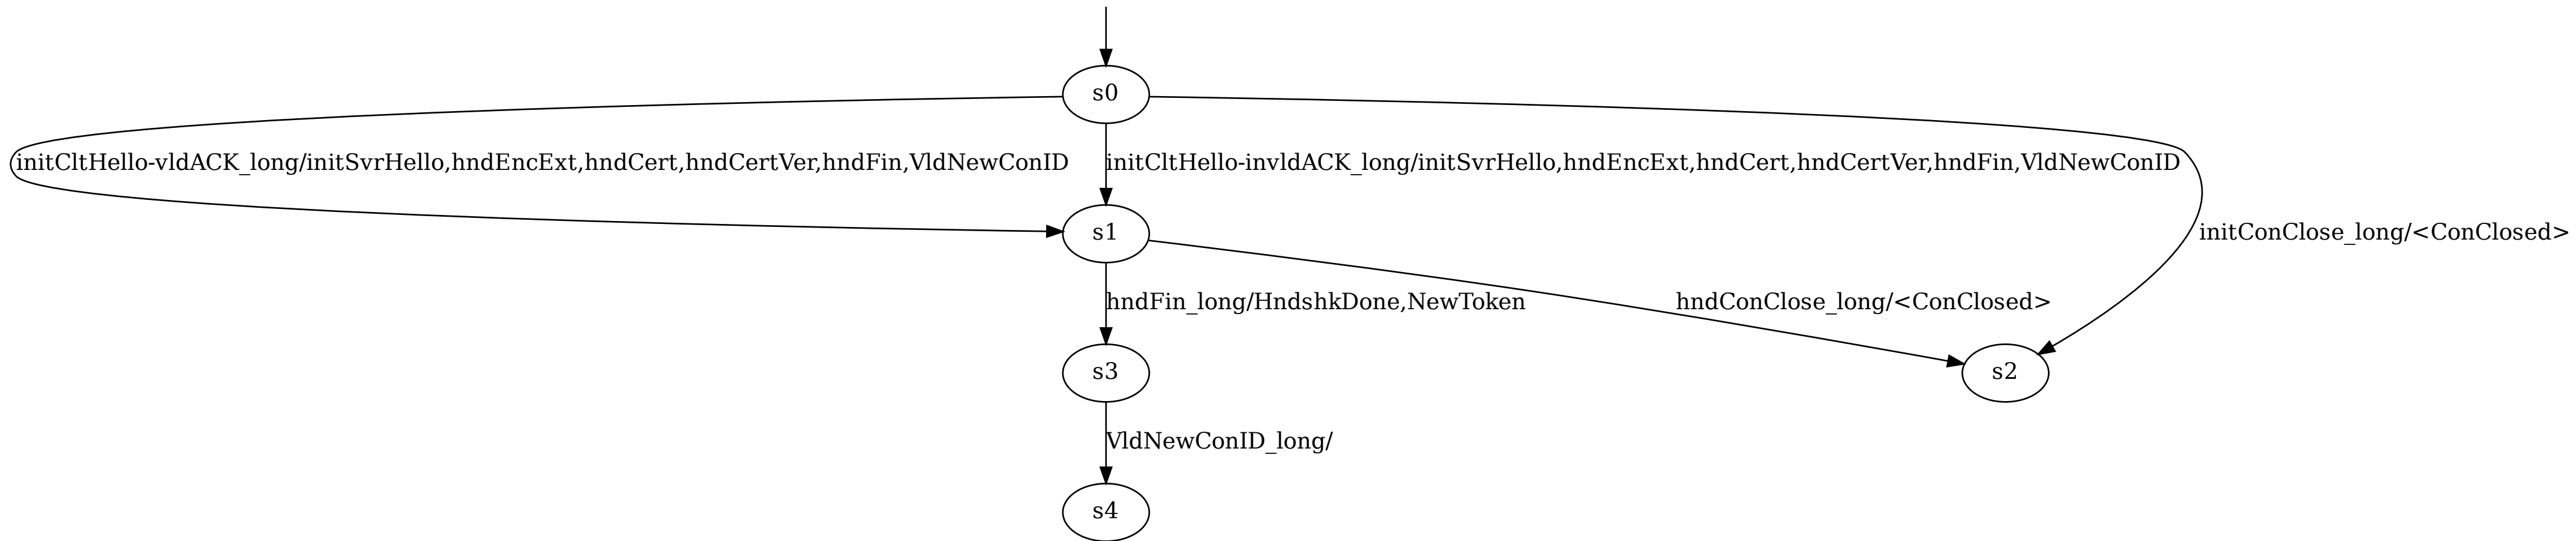 s0
initCltHello-vldACK_long/initSvrHello,hndEncExt,hndCert,hndCertVer,hndFin,VldNewConID
initCltHello-invldACK_long/initSvrHello,hndEncExt,hndCert,hndCertVer,hndFin,VldNewConID
s1
initConClose_long/<ConClosed>
hndFin_long/HndshkDone,NewToken
hndConClose_long/<ConClosed>
s3
s2
VldNewConID_long/
s4